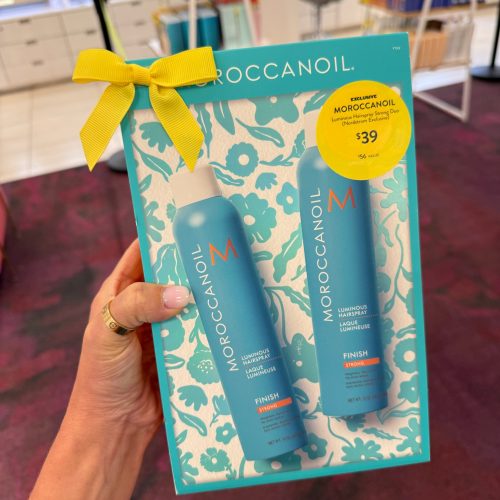 MOROCCANOIL.
EXCLUSIVE
MOROCCANOIL
Luminous Hairspray Strong Duo
(Nordstrom Exclusive)
$39
$56 VALUE
MOROCCANOIL
M
LUMINOUS
HAIRSPRAY
LAQUE
LUMINEUSE
FINISH
STRONG
MOROCCANOIL
M
LUMINOUS
HAIRSPRAY
LAQUE
LUMINEUSE
FINISH
STRONG